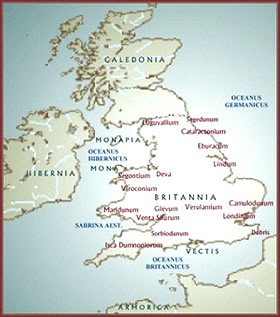 CALEDONIA
OCEANUS
GERMANICUS
Luguvallium
Segedunum
Cataractonium
MONAPIA
Eburacum
OCEANUS
HIBERNICUS
Lindum
HIBERNIA
MONA
Segontium
Deva
Viroconium
BRITANNIA
Camulodunum
Maridunum
Glevum
Verulamium
Londinium
Venta Silurum
SABRINA AEST.
Sorbiodunum
Dubris
Isca Dumnoniorum
VECTIS
OCEANUS
BRITANNICUS
ARMORICA